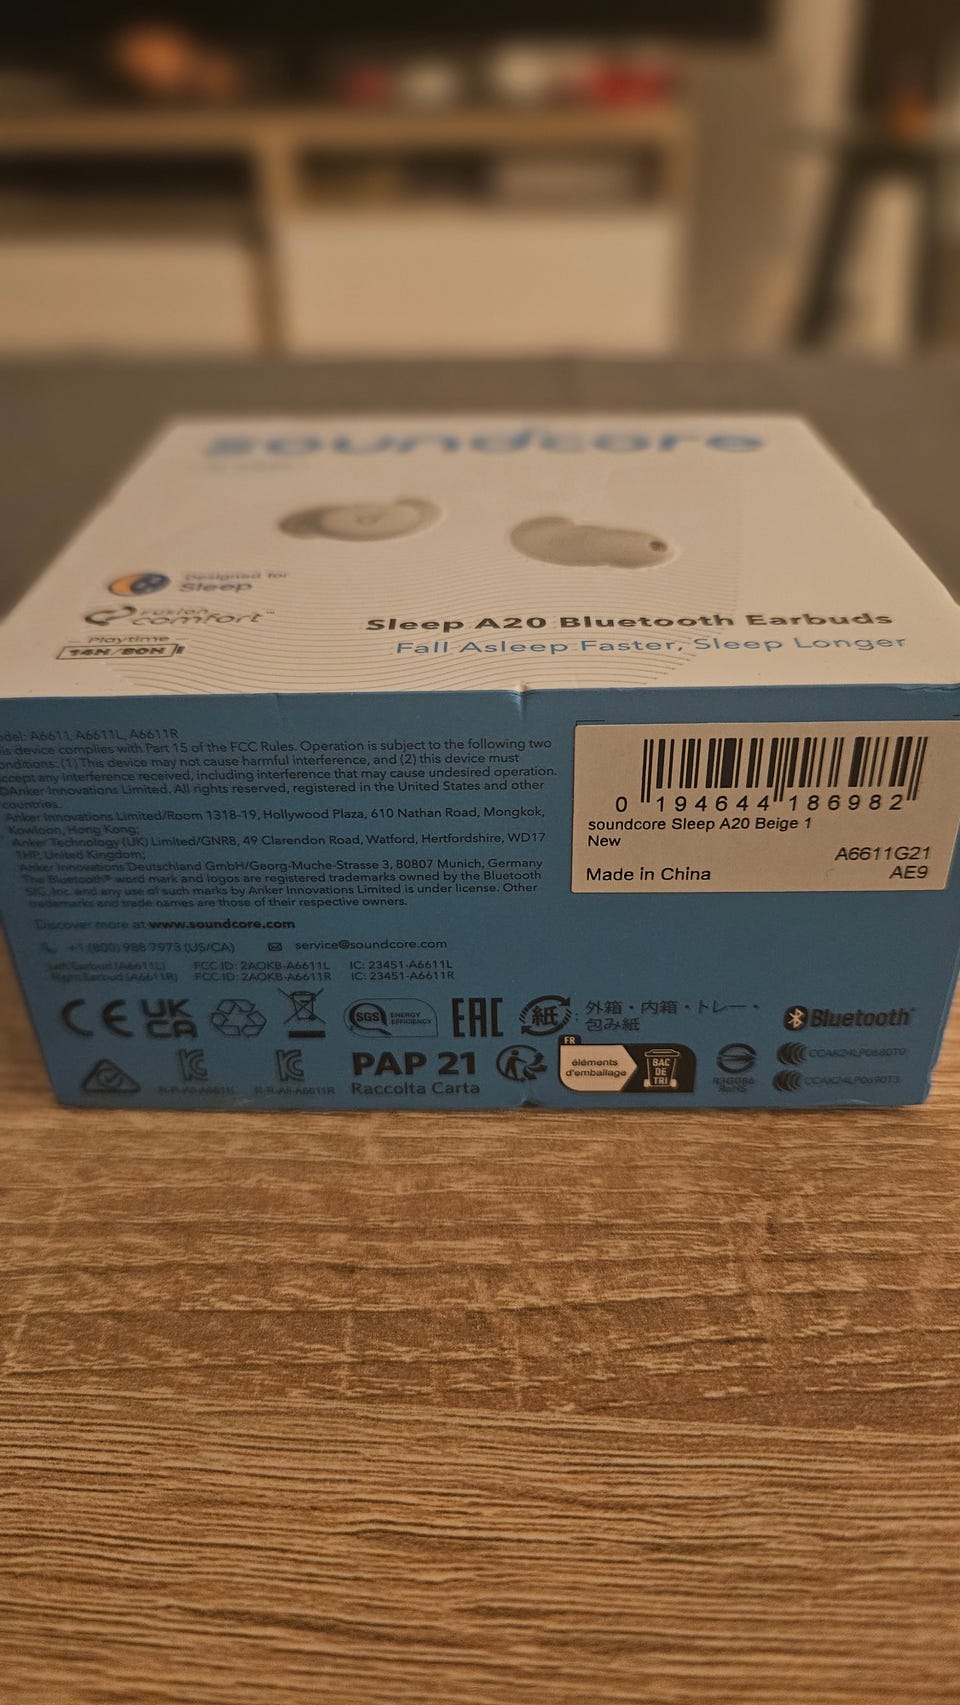 soundcore
Designed for
Sleep
fusion
comfort™
Playtime
14H/80H
Sleep A20 Bluetooth Earbuds
Fall Asleep Faster, Sleep Longer
odel: A6611, A6611L, A6611R
is device complies with Part 15 of the FCC Rules. Operation is subject to the following two
onditions: (1) This device may not cause harmful interference, and (2) this device must
ccept any interference received, including interference that may cause undesired operation.
©Anker Innovations Limited. All rights reserved, registered in the United States and other
countries.
Anker Innovations Limited/Room 1318-19, Hollywood Plaza, 610 Nathan Road, Mongkok,
Kowloon, Hong Kong;
Anker Technology (UK) Limited/GNR8, 49 Clarendon Road, Watford, Hertfordshire, WD17
1HP, United Kingdom;
Anker Innovations Deutschland GmbH/Georg-Muche-Strasse 3, 80807 Munich, Germany
The Bluetooth® word mark and logos are registered trademarks owned by the Bluetooth
SIG, Inc. and any use of such marks by Anker Innovations Limited is under license. Other
trademarks and trade names are those of their respective owners.
Discover more at www.soundcore.com
+1 (800) 988 7973 (US/CA) service@soundcore.com
Left Earbud (A6611L) FCC ID: 2AOKB-A6611L IC: 23451-A6611L
Right Earbud (A6611R) FCC ID: 2AOKB-A6611R IC: 23451-A6611R
0 194644 186982
soundcore Sleep A20 Beige 1
New
A6611G21
Made in China AE9
CE UK CA SGS ENERGY EFFICIENCY EAC 紙 : 外箱・内箱・トレー・
包み紙
Bluetooth®
PAP 21
Raccolta Carta
FR
éléments
d'emballage
BAC
DE
TRI
RoHS